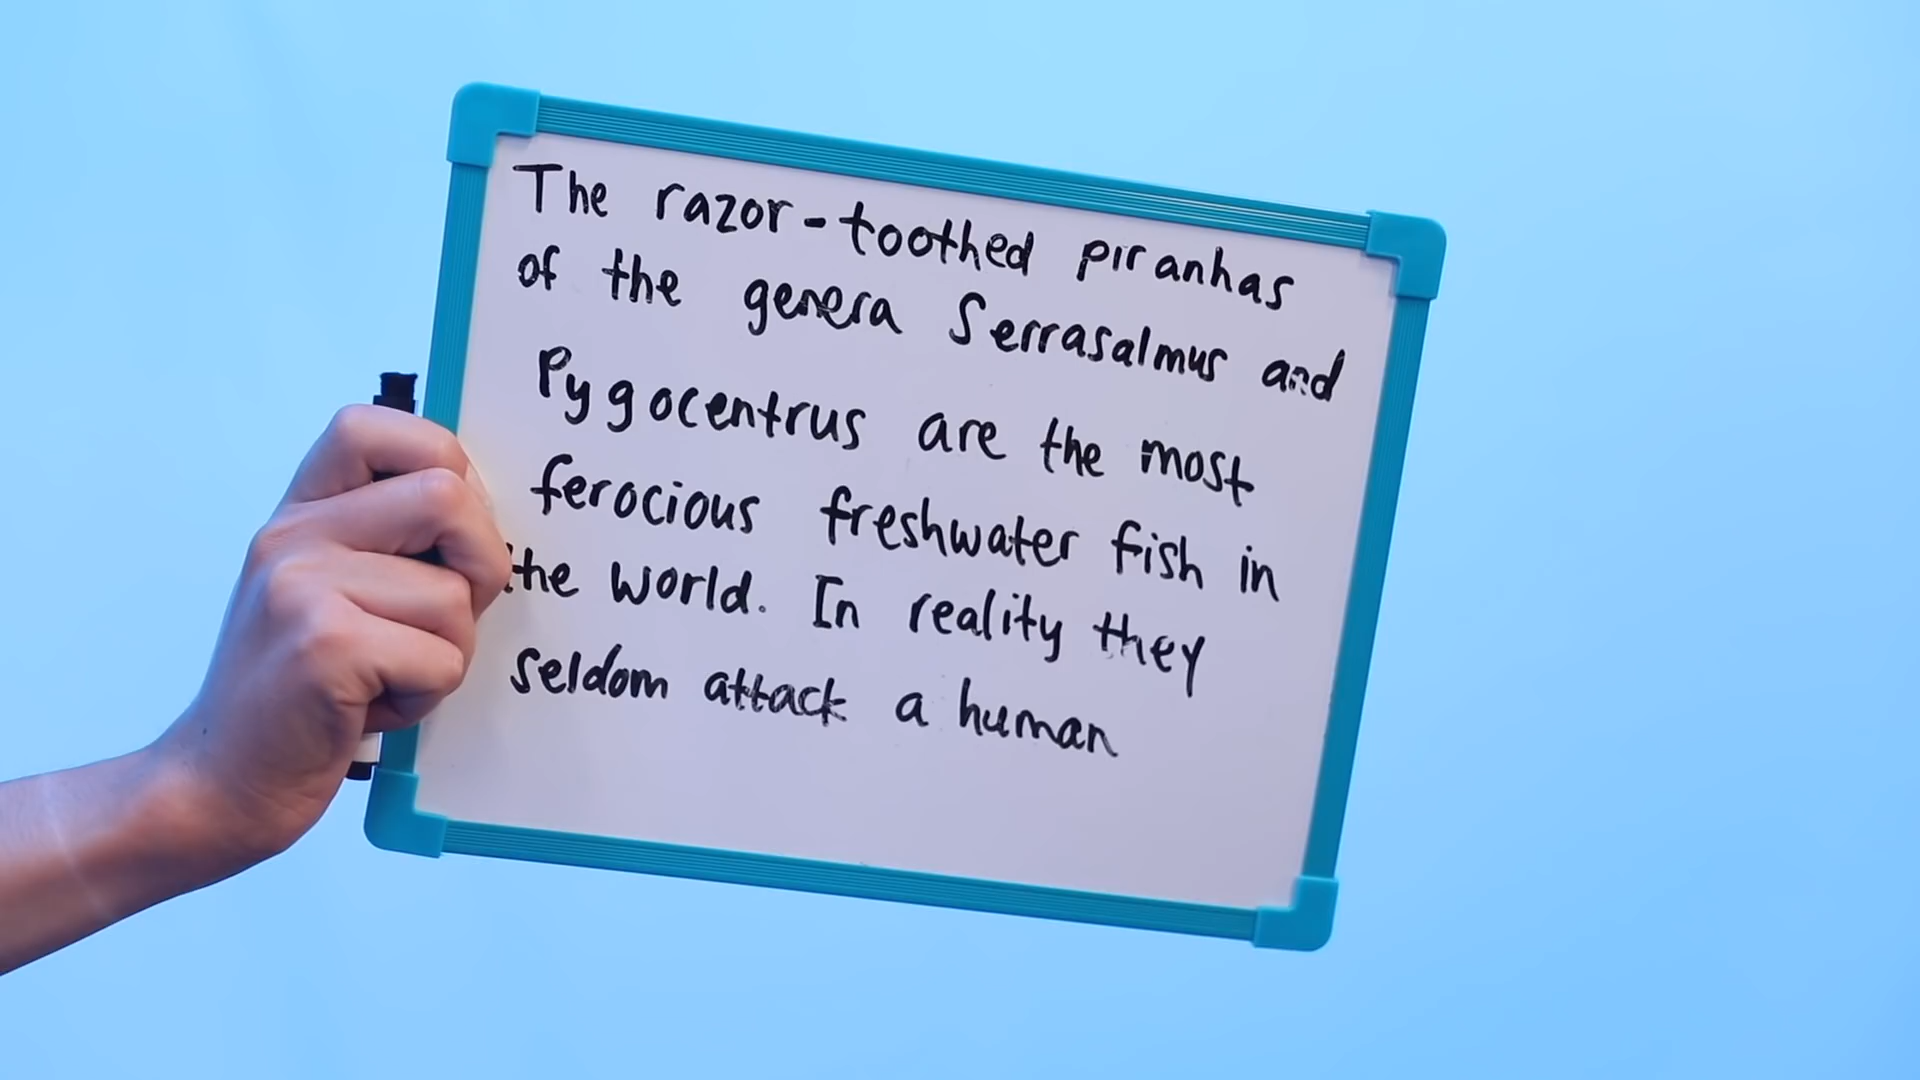 The razor-toothed piranhas
of the genera Serrasalmus and
Pygocentrus are the most
ferocious freshwater fish in
the world. In reality they
seldom attack a human